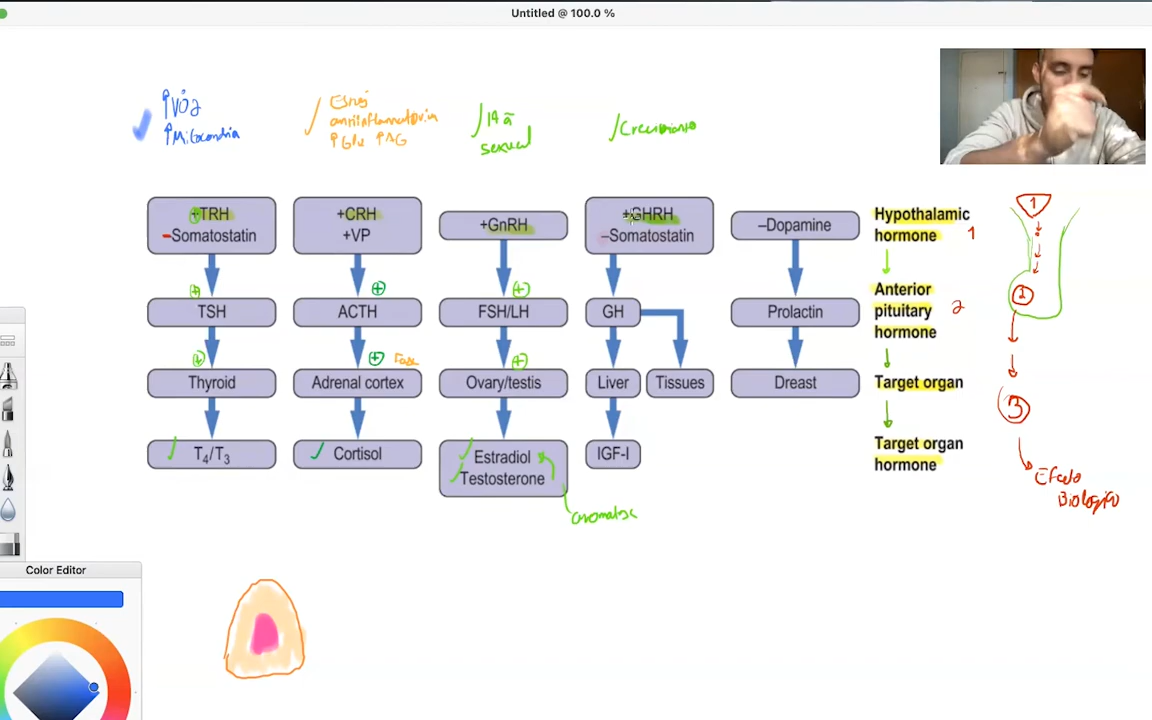 Untitled @ 100.0 %
↑VO2
↑Mitocondria
Estrés
antiinflamatoria
↑Glu ↑AG
sexual
Crecimiento
+TRH
–Somatostatin
+CRH
+VP
+GnRH
+GHRH
–Somatostatin
–Dopamine
Hypothalamic
hormone 1
1
TSH
ACTH
FSH/LH
GH
Prolactin
Anterior
pituitary 2
hormone
2
Thyroid
Adrenal cortex
Ovary/testis
Liver
Tissues
Dreast
Target organ
3
T4/T3
Cortisol
Estradiol
Testosterone
IGF-I
Target organ
hormone
Efecto
Biologico
aromatasa
Color Editor